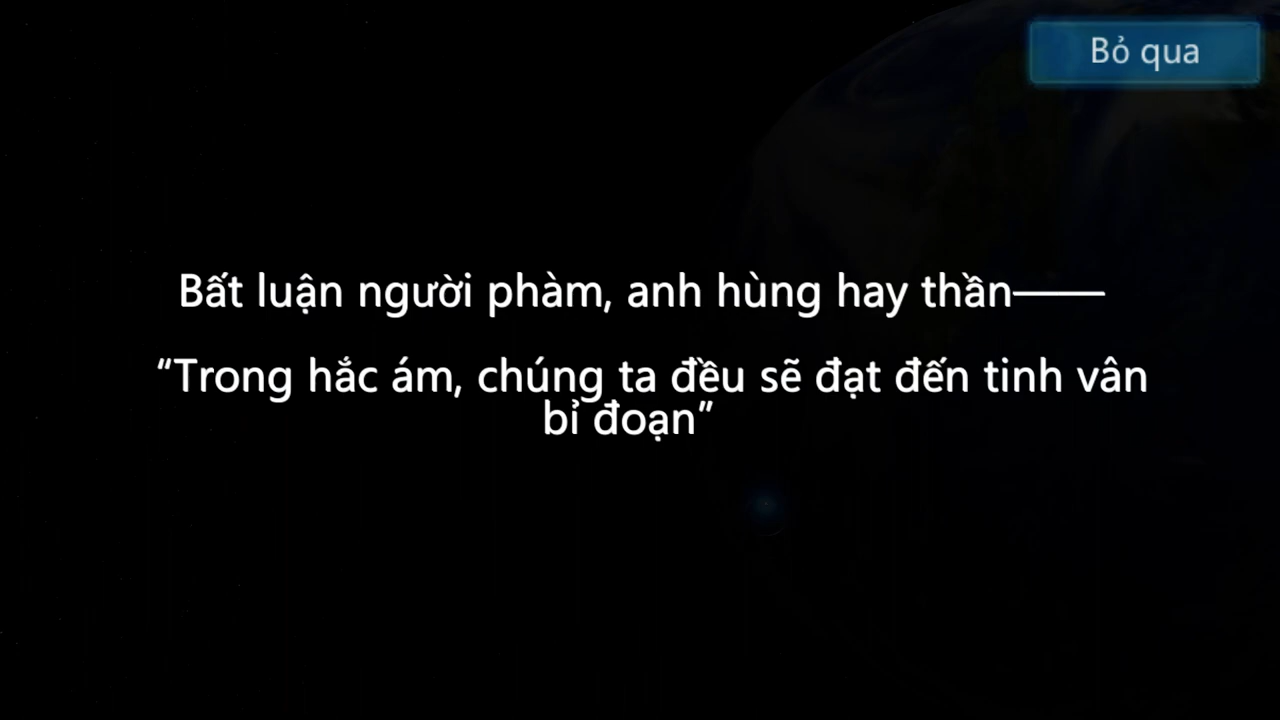 Bỏ qua
Bất luận người phàm, anh hùng hay thần——
“Trong hắc ám, chúng ta đều sẽ đạt đến tinh vân
bỉ đoạn”